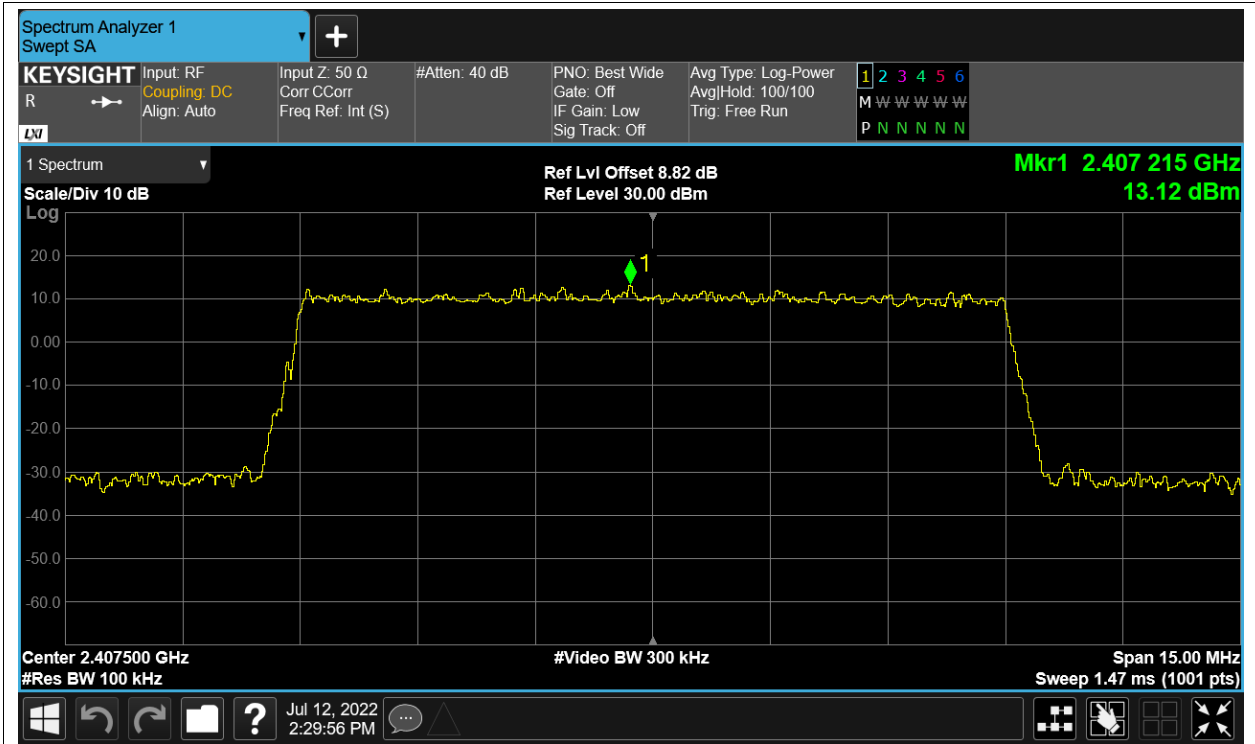 Spectrum Analyzer 1
Swept SA
KEYSIGHT
R
LXI
Input: RF
Coupling: DC
Align: Auto
Input Z: 50 Ω
Corr CCorr
Freq Ref: Int (S)
#Atten: 40 dB
PNO: Best Wide
Gate: Off
IF Gain: Low
Sig Track: Off
Avg Type: Log-Power
Avg|Hold: 100/100
Trig: Free Run
1 2 3 4 5 6
M W W W W W
P N N N N N
1 Spectrum
Scale/Div 10 dB
Log
Ref Lvl Offset 8.82 dB
Ref Level 30.00 dBm
Mkr1 2.407 215 GHz
13.12 dBm
1
20.0
10.0
0.00
-10.0
-20.0
-30.0
-40.0
-50.0
-60.0
Center 2.407500 GHz
#Res BW 100 kHz
#Video BW 300 kHz
Span 15.00 MHz
Sweep 1.47 ms (1001 pts)
?
Jul 12, 2022
2:29:56 PM